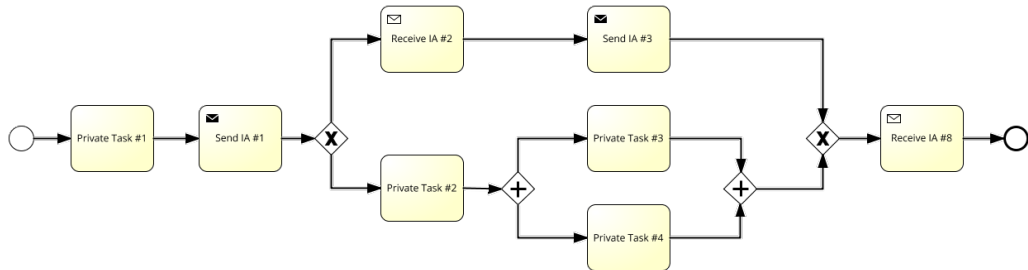 Receive IA #2
Send IA #3
Private Task #1
Send IA #1
Private Task #3
Receive IA #8
Private Task #2
Private Task #4